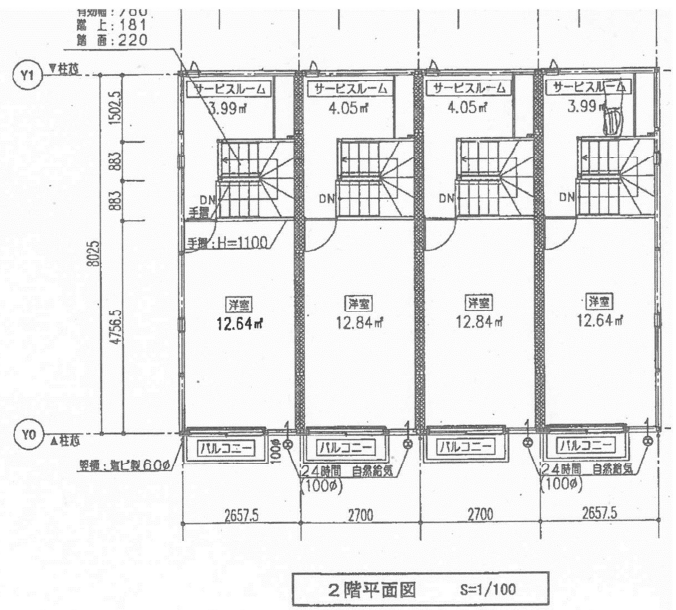 有効幅:780
踏 上:181
踏 面:220
Y1
▼柱芯
サービスルーム
3.99㎡
サービスルーム
4.05㎡
サービスルーム
4.05㎡
サービスルーム
3.99㎡
1502.5
883
883
8025
4756.5
DN
DN
DN
DN
手摺
手摺:H=1100
洋室
12.64㎡
洋室
12.84㎡
洋室
12.84㎡
洋室
12.64㎡
Y0
▲柱芯
バルコニー
100φ
バルコニー
バルコニー
バルコニー
竪樋:塩ビ製60φ
24時間 自然給気
(100φ)
24時間 自然給気
(100φ)
2657.5
2700
2700
2657.5
2階平面図 S=1/100